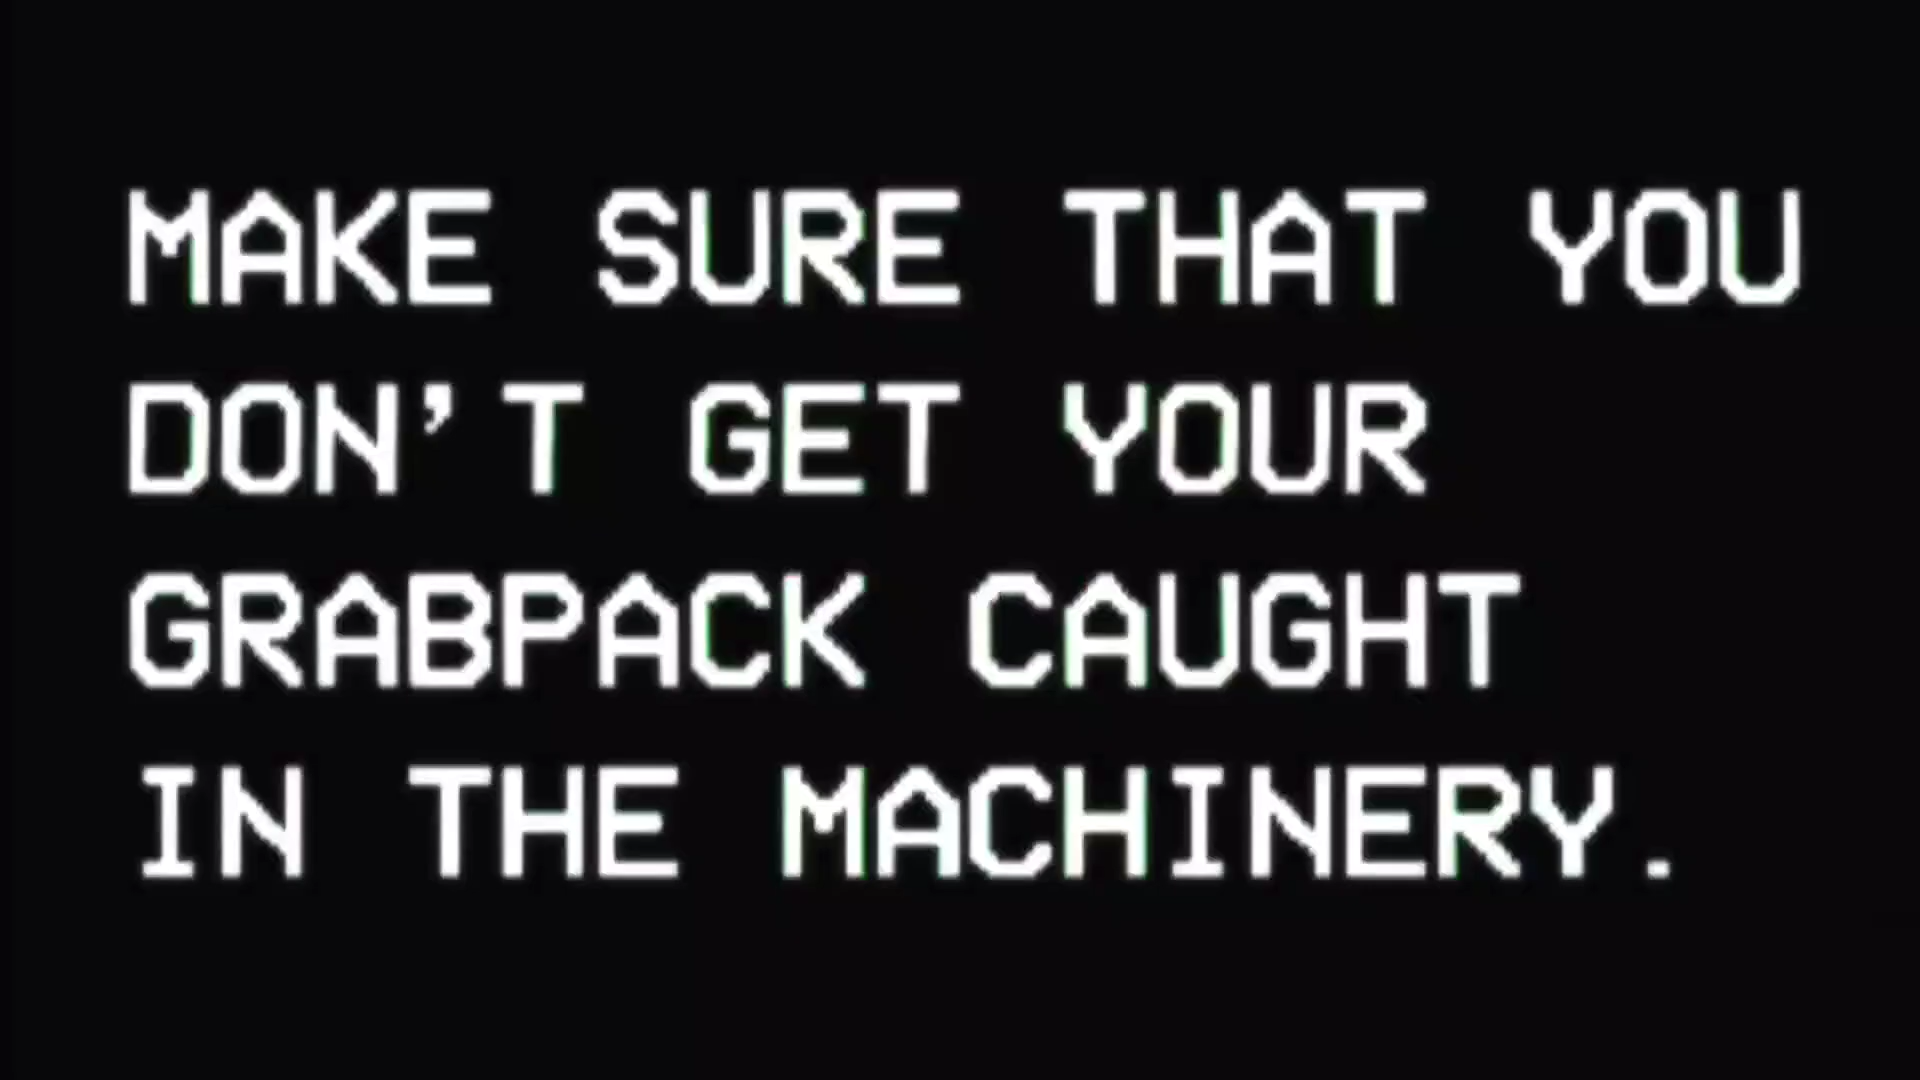 MAKE SURE THAT YOU
DON'T GET YOUR
GRABPACK CAUGHT
IN THE MACHINERY.